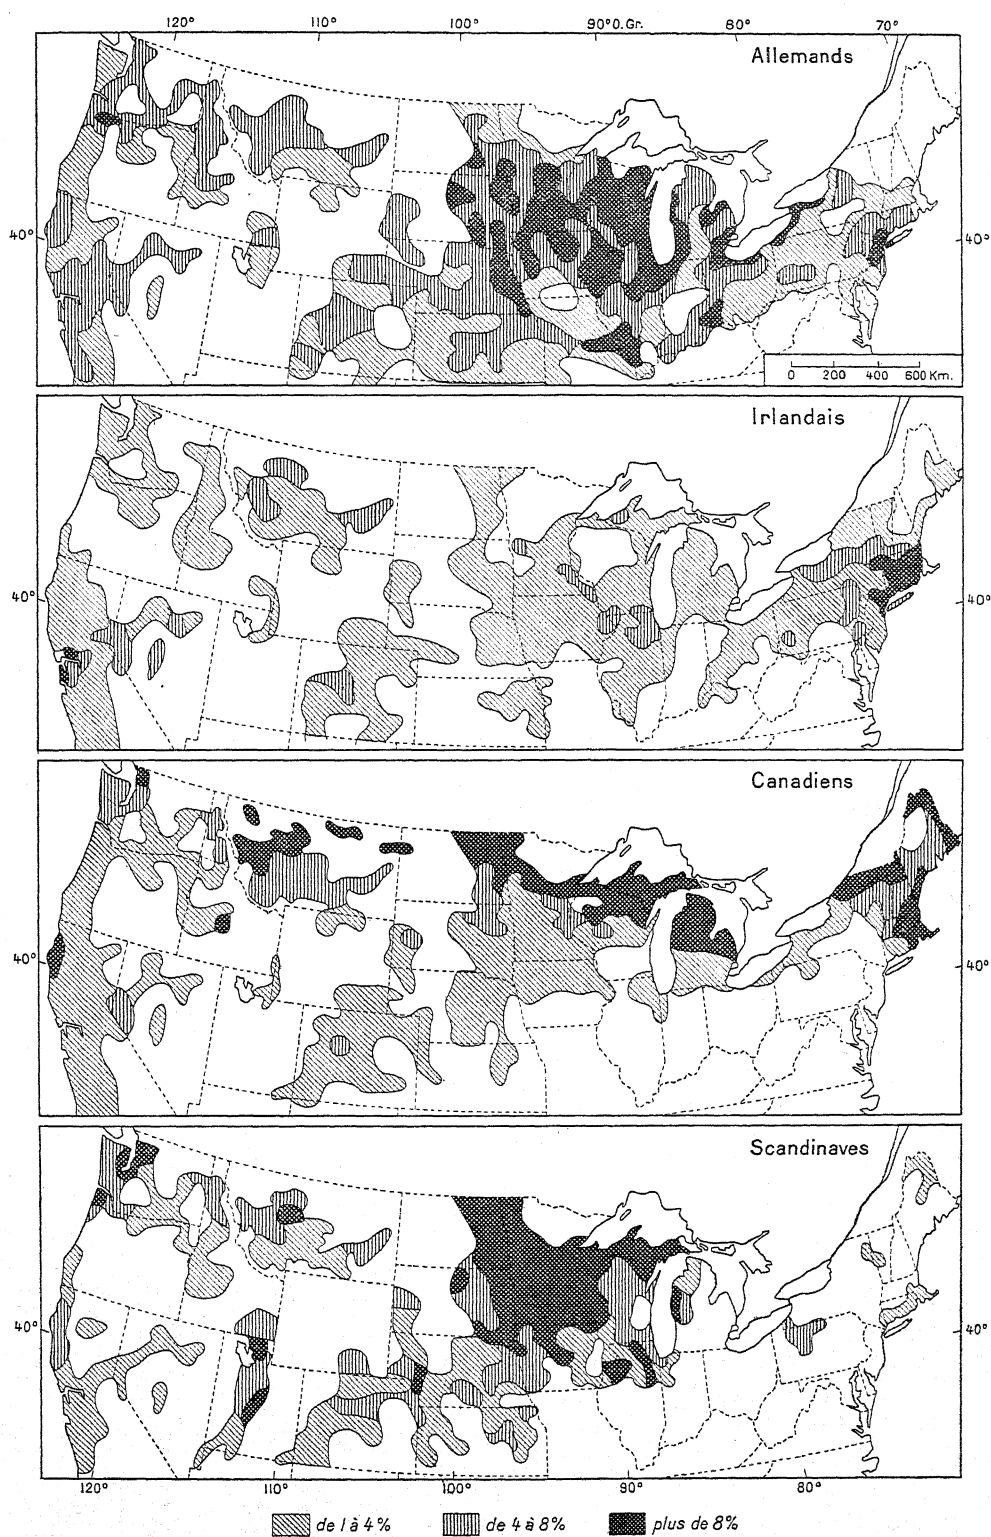 120° 110° 100° 90°O.Gr. 80° 70°
Allemands
40° 40°
0 200 400 600 Km.
Irlandais
40° 40°
Canadiens
40° 40°
Scandinaves
40° 40°
120° 110° 100° 90° 80°
de 1 à 4% de 4 à 8% plus de 8%